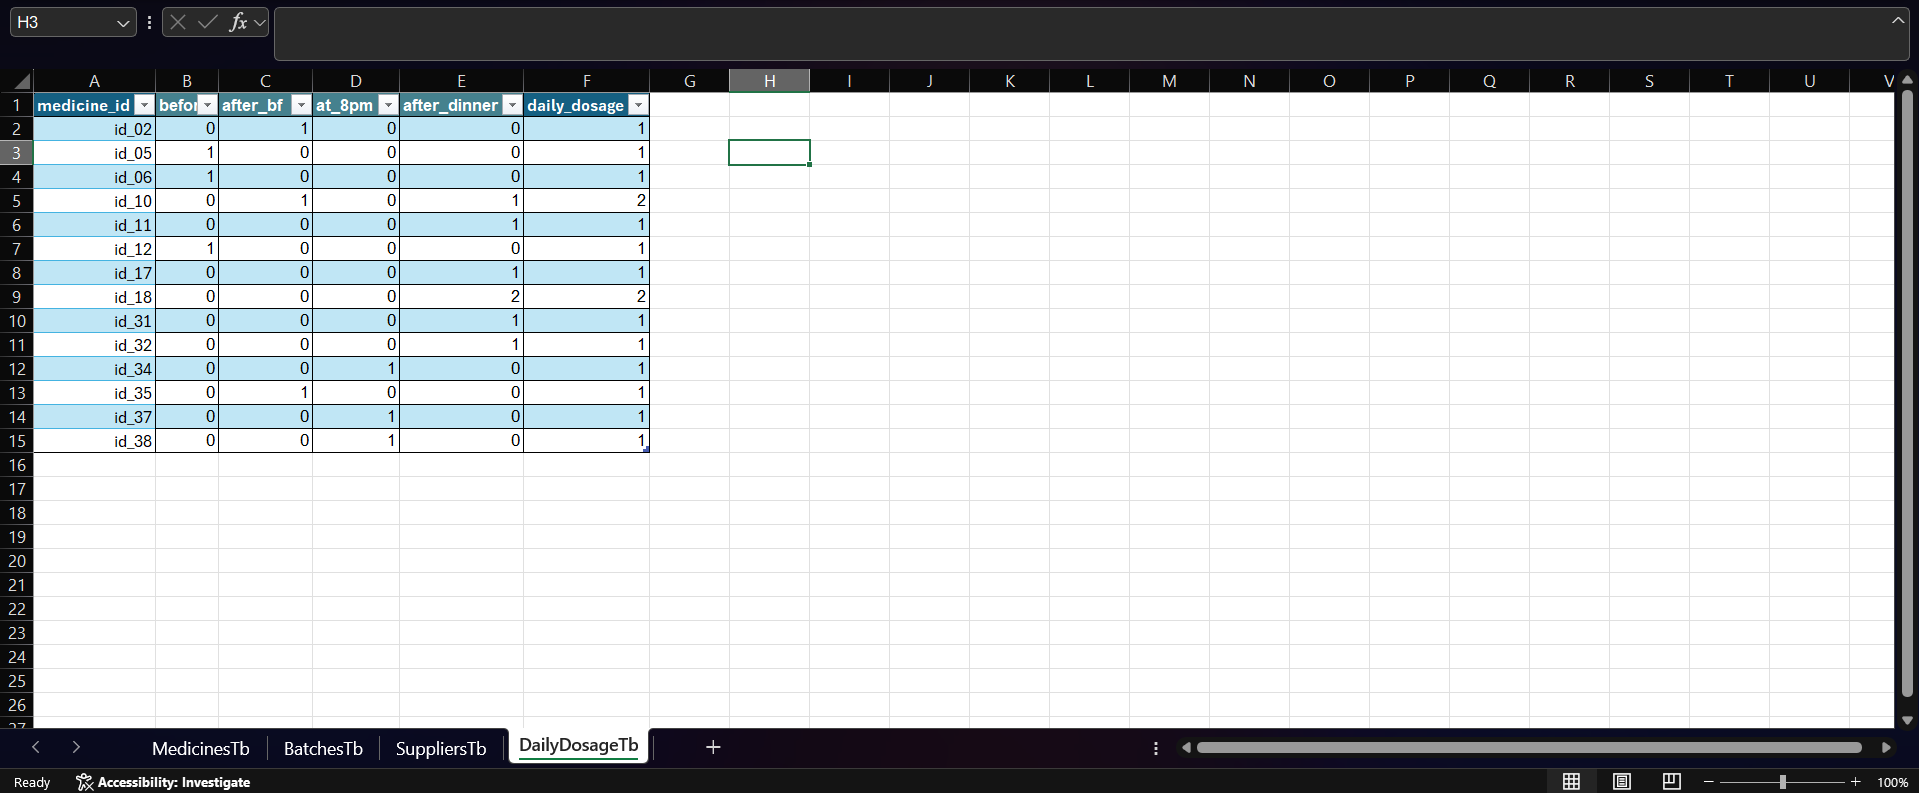 H3 fx
A B C D E F G H I J K L M N O P Q R S T U V
1 medicine_id befor after_bf at_8pm after_dinner daily_dosage
2 id_02 0 1 0 0 1
3 id_05 1 0 0 0 1
4 id_06 1 0 0 0 1
5 id_10 0 1 0 1 2
6 id_11 0 0 0 1 1
7 id_12 1 0 0 0 1
8 id_17 0 0 0 1 1
9 id_18 0 0 0 2 2
10 id_31 0 0 0 1 1
11 id_32 0 0 0 1 1
12 id_34 0 0 1 0 1
13 id_35 0 1 0 0 1
14 id_37 0 0 1 0 1
15 id_38 0 0 1 0 1
16
17
18
19
20
21
22
23
24
25
26
27
MedicinesTb BatchesTb SuppliersTb DailyDosageTb
Ready Accessibility: Investigate 100%